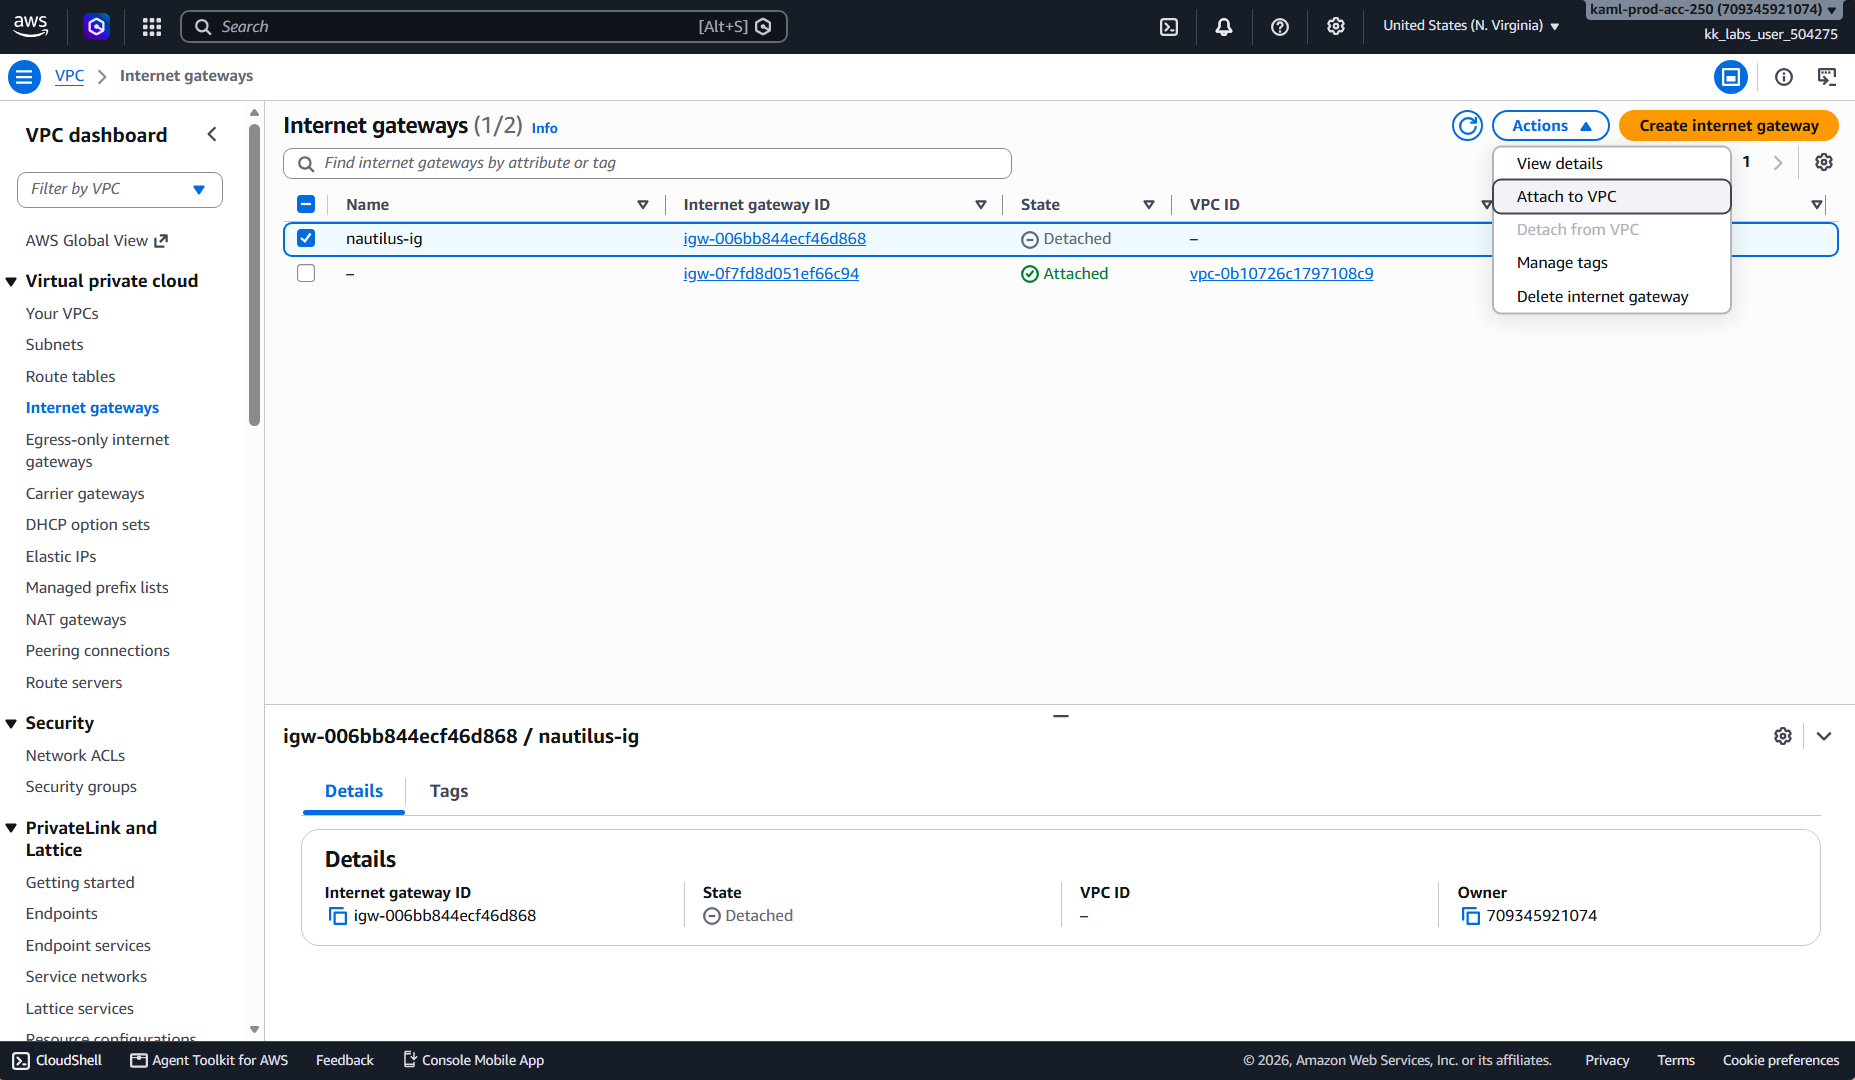 aws
Search [Alt+S]
United States (N. Virginia)
kaml-prod-acc-250 (709345921074)
kk_labs_user_504275
VPC > Internet gateways
VPC dashboard
Filter by VPC
AWS Global View
Virtual private cloud
Your VPCs
Subnets
Route tables
Internet gateways
Egress-only internet
gateways
Carrier gateways
DHCP option sets
Elastic IPs
Managed prefix lists
NAT gateways
Peering connections
Route servers
Security
Network ACLs
Security groups
PrivateLink and
Lattice
Getting started
Endpoints
Endpoint services
Service networks
Lattice services
Resource configurations
Internet gateways (1/2) Info
Actions
Create internet gateway
Find internet gateways by attribute or tag
1
View details
Attach to VPC
Detach from VPC
Manage tags
Delete internet gateway
Name Internet gateway ID State VPC ID
nautilus-ig igw-006bb844ecf46d868 Detached –
– igw-0f7fd8d051ef66c94 Attached vpc-0b10726c1797108c9
igw-006bb844ecf46d868 / nautilus-ig
Details Tags
Details
Internet gateway ID State VPC ID Owner
igw-006bb844ecf46d868 Detached – 709345921074
CloudShell Agent Toolkit for AWS Feedback Console Mobile App
© 2026, Amazon Web Services, Inc. or its affiliates. Privacy Terms Cookie preferences